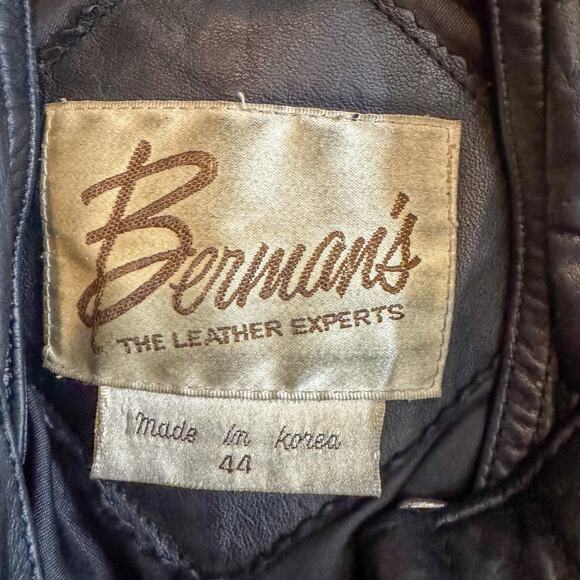 Berman's
THE LEATHER EXPERTS
made in korea
44